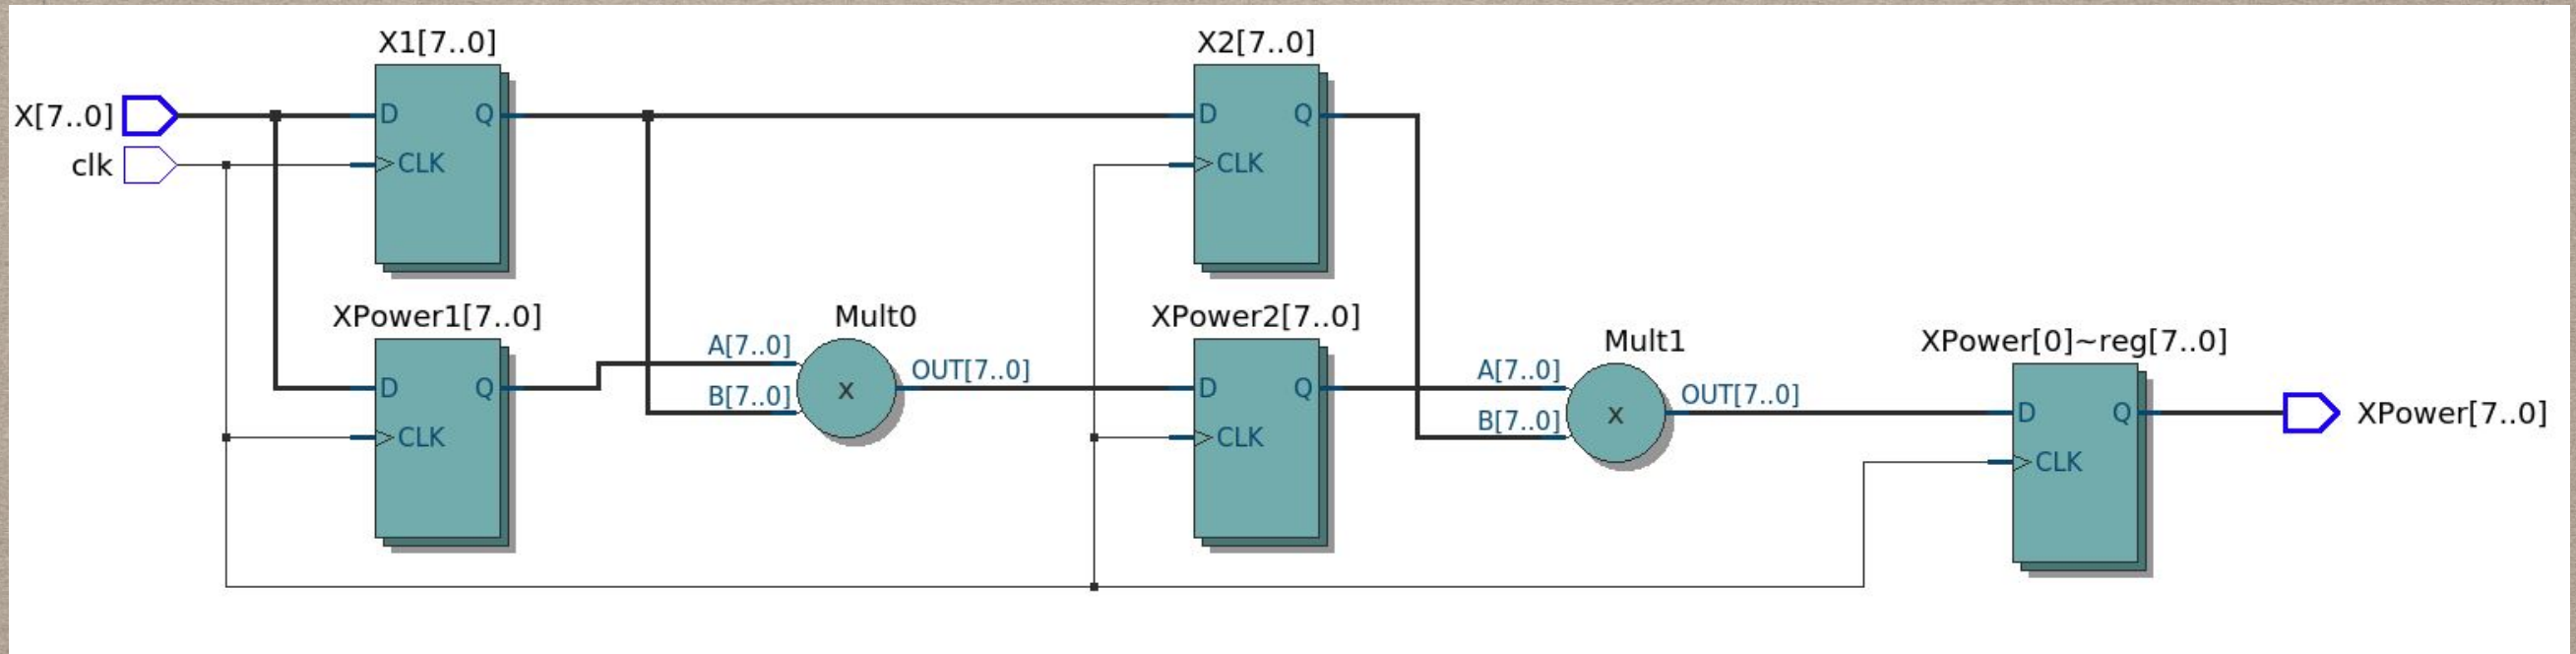 X1[7..0]
X2[7..0]
X[7..0]
D
Q
D
Q
clk
CLK
CLK
XPower1[7..0]
Mult0
XPower2[7..0]
Mult1
XPower[0]~reg[7..0]
A[7..0]
D
Q
x
OUT[7..0]
D
Q
A[7..0]
B[7..0]
x
OUT[7..0]
D
Q
XPower[7..0]
B[7..0]
CLK
CLK
CLK